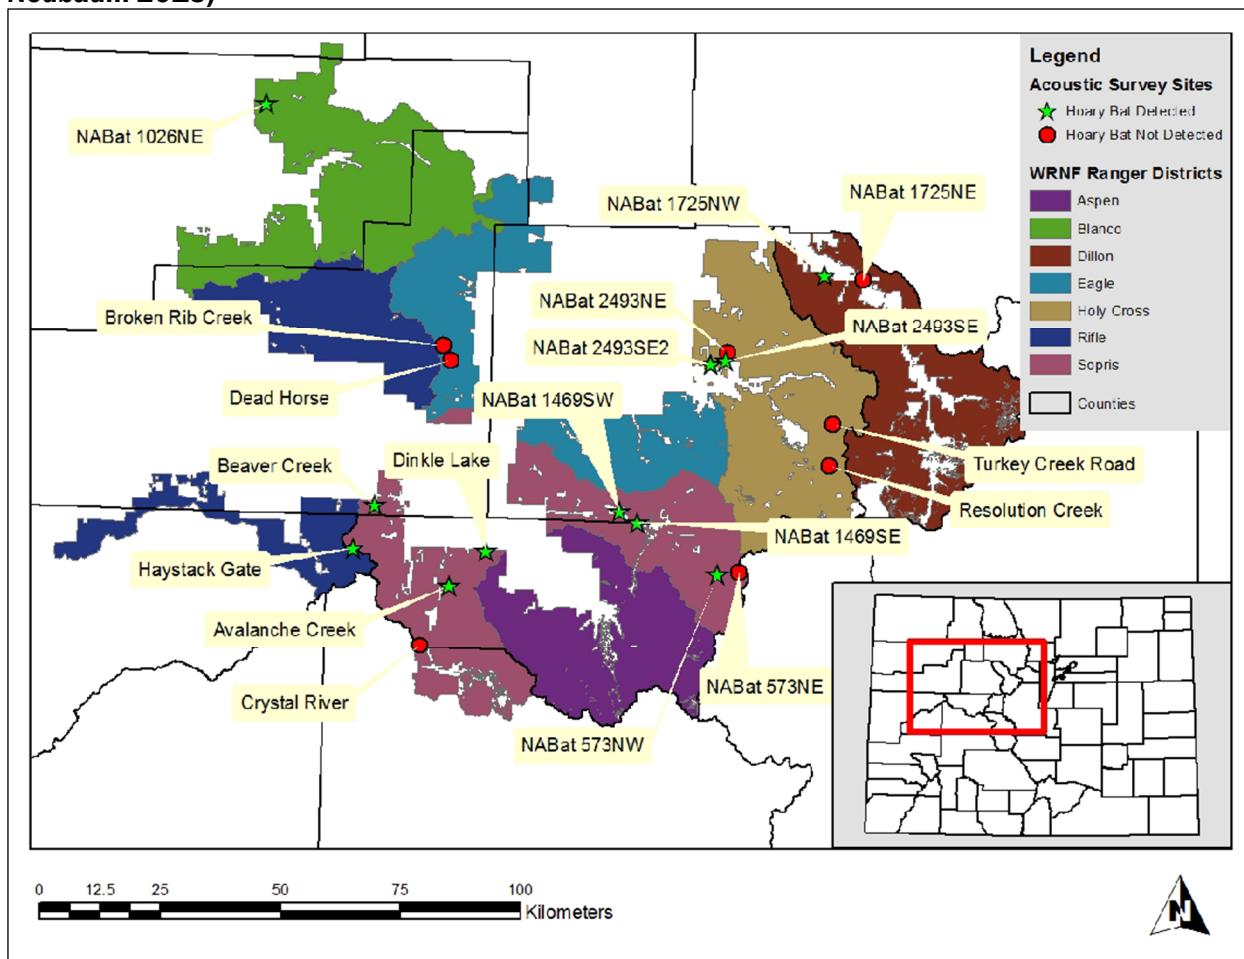 Legend
Acoustic Survey Sites
Hoary Bat Detected
Hoary Bat Not Detected
WRNF Ranger Districts
Aspen
Blanco
Dillon
Eagle
Holy Cross
Rifle
Sopris
Counties
NABat 1026NE
NABat 1725NW
NABat 1725NE
NABat 2493NE
NABat 2493SE
NABat 2493SE2
Broken Rib Creek
Dead Horse
NABat 1469SW
Beaver Creek
Dinkle Lake
Turkey Creek Road
Resolution Creek
NABat 1469SE
Haystack Gate
Avalanche Creek
Crystal River
NABat 573NE
NABat 573NW
0 12.5 25 50 75 100
Kilometers
N